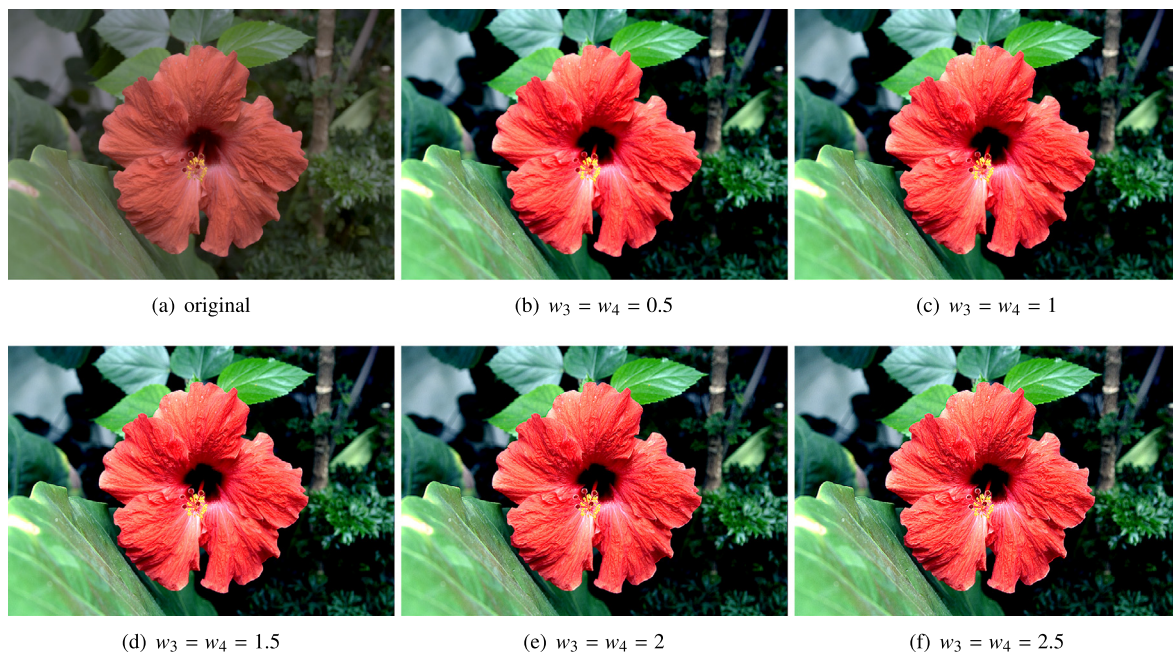 (a) original
(b) w₃ = w₄ = 0.5
(c) w₃ = w₄ = 1
(d) w₃ = w₄ = 1.5
(e) w₃ = w₄ = 2
(f) w₃ = w₄ = 2.5